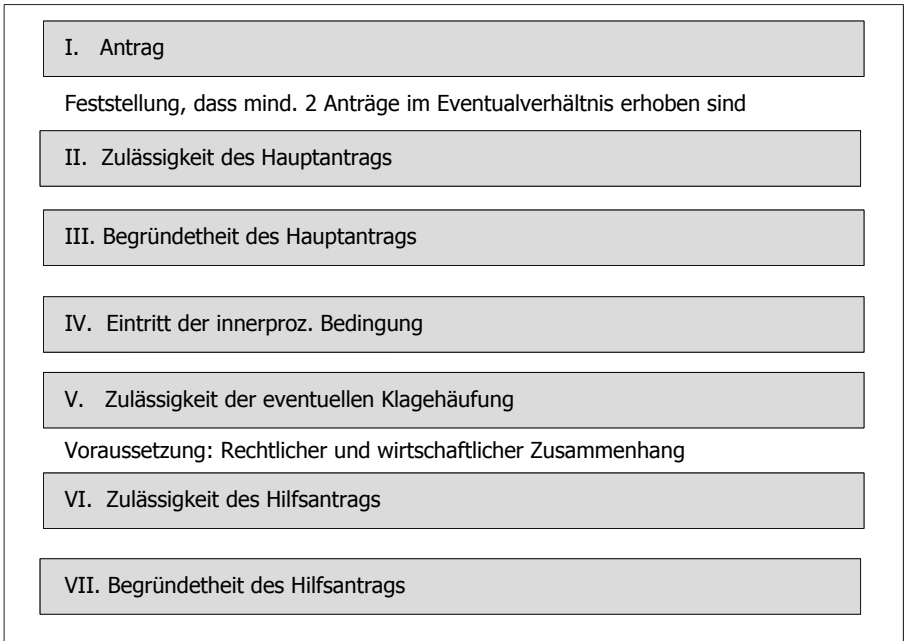 I. Antrag
Feststellung, dass mind. 2 Anträge im Eventualverhältnis erhoben sind
II. Zulässigkeit des Hauptantrags
III. Begründetheit des Hauptantrags
IV. Eintritt der innerproz. Bedingung
V. Zulässigkeit der eventuellen Klagehäufung
Voraussetzung: Rechtlicher und wirtschaftlicher Zusammenhang
VI. Zulässigkeit des Hilfsantrags
VII. Begründetheit des Hilfsantrags